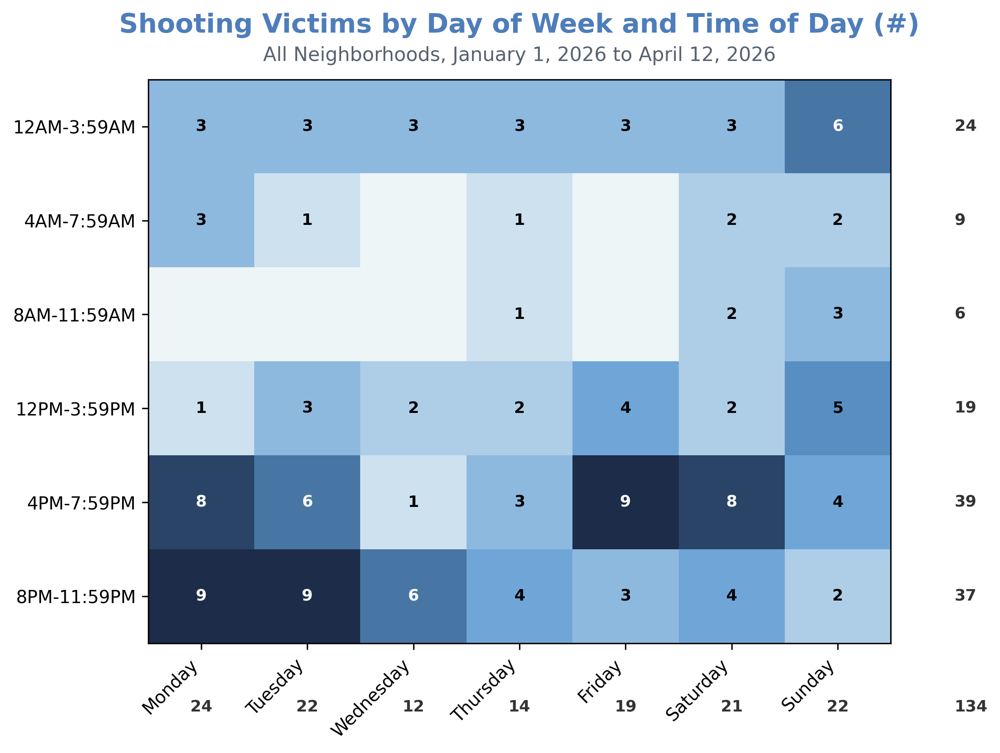 Shooting Victims by Day of Week and Time of Day (#)
All Neighborhoods, January 1, 2026 to April 12, 2026
12AM-3:59AM 3 3 3 3 3 3 6 24
4AM-7:59AM 3 1 1 2 2 9
8AM-11:59AM 1 2 3 6
12PM-3:59PM 1 3 2 2 4 2 5 19
4PM-7:59PM 8 6 1 3 9 8 4 39
8PM-11:59PM 9 9 6 4 3 4 2 37
Monday Tuesday Wednesday Thursday Friday Saturday Sunday
24 22 12 14 19 21 22 134